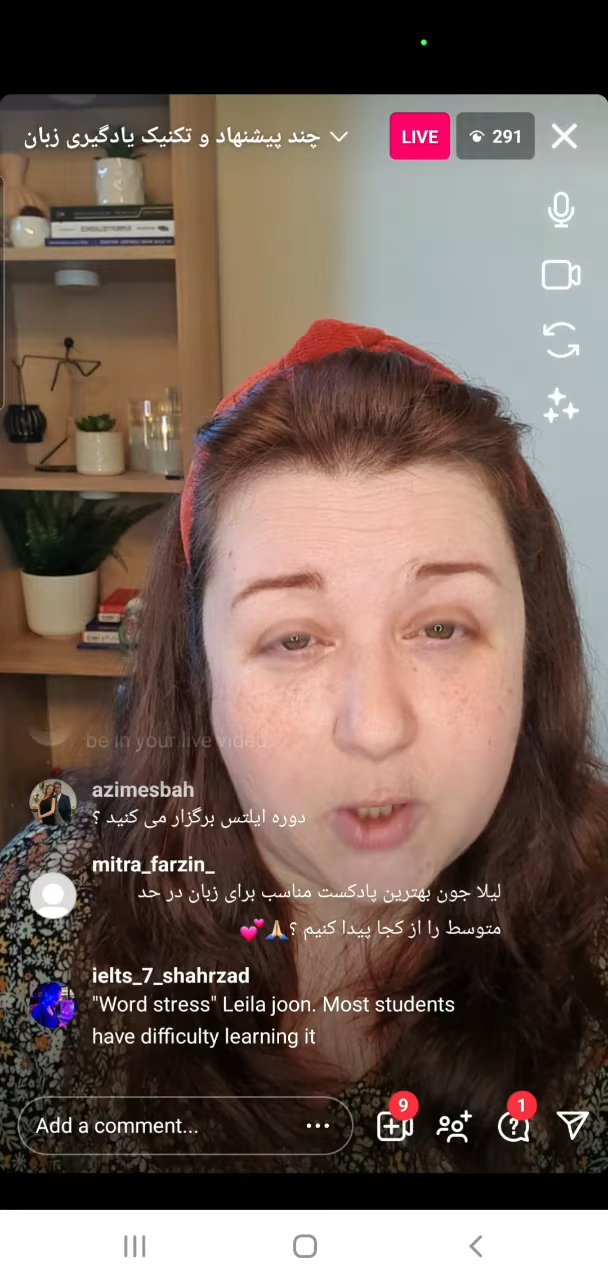 چند پیشنهاد و تکنیک یادگیری زبان
LIVE
291
be in your live video.
azimesbah
دوره ایلتس برگزار می کنید ؟
mitra_farzin_
لیلا جون بهترین پادکست مناسب برای زبان در حد
متوسط را از کجا پیدا کنیم ؟🙏🏻💕
ielts_7_shahrzad
"Word stress" Leila joon. Most students
have difficulty learning it
Add a comment...
9
1